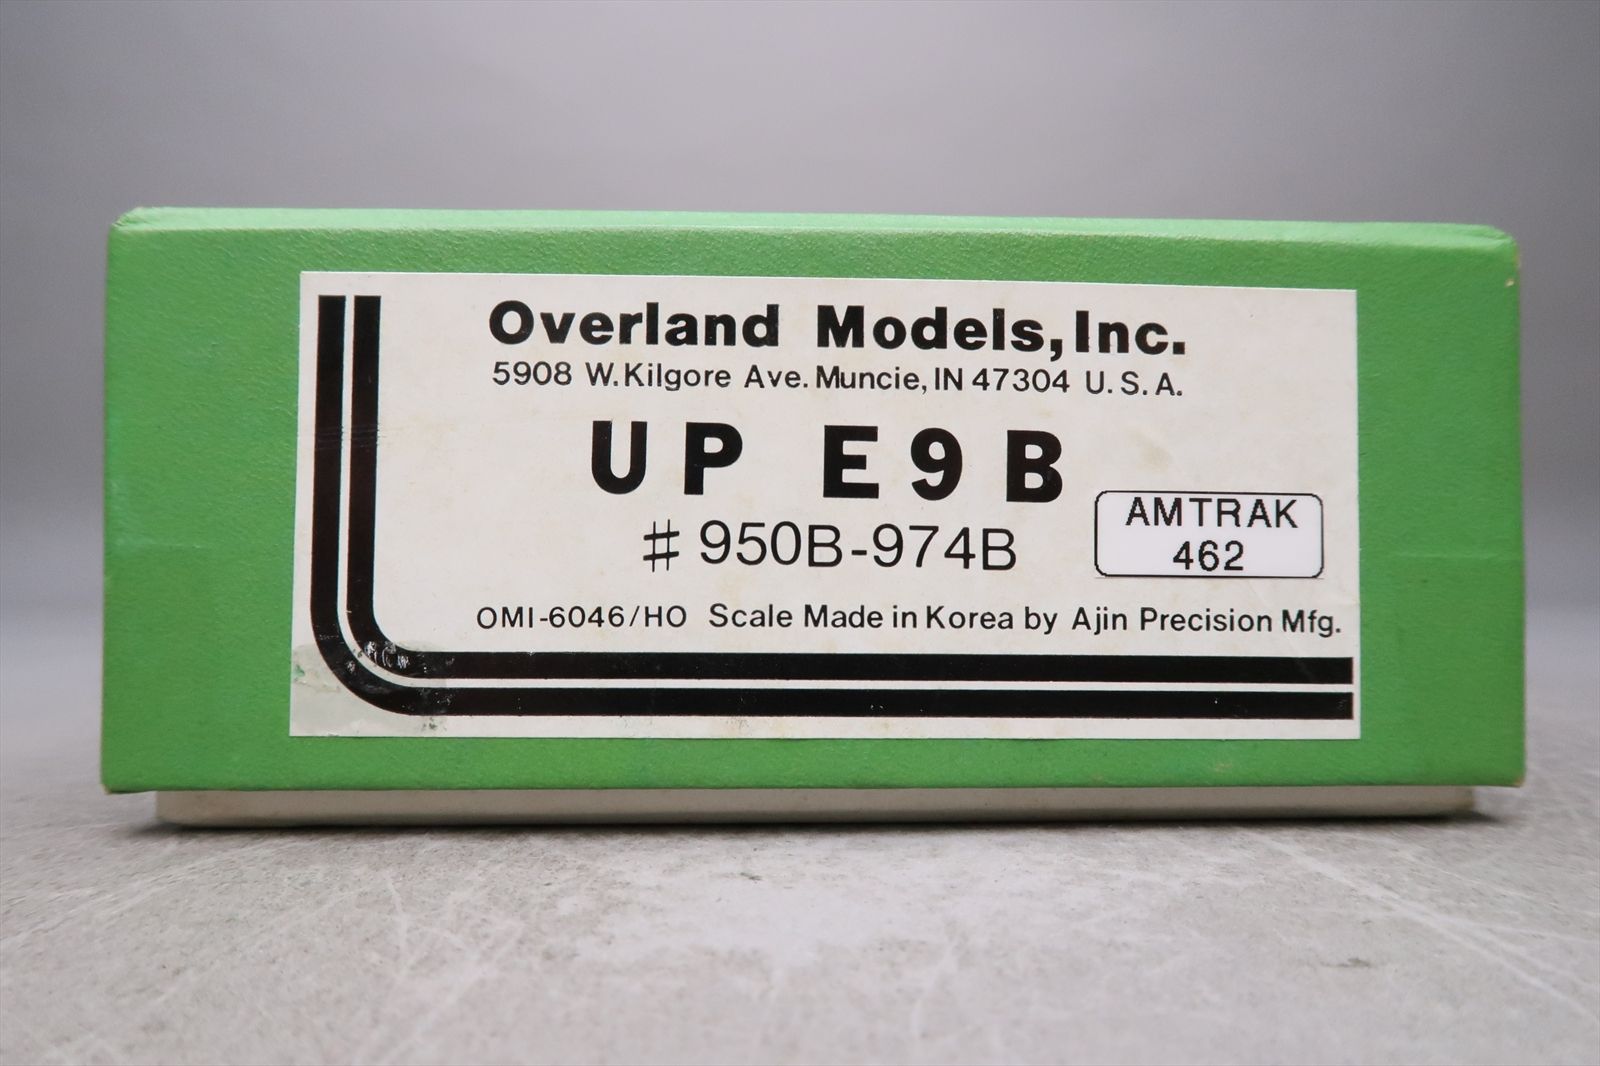 Overland Models, Inc.
5908 W. Kilgore Ave. Muncie, IN 47304 U.S.A.
UP E9B
# 950B-974B
AMTRAK
462
OMI-6046/HO Scale Made in Korea by Ajin Precision Mfg.